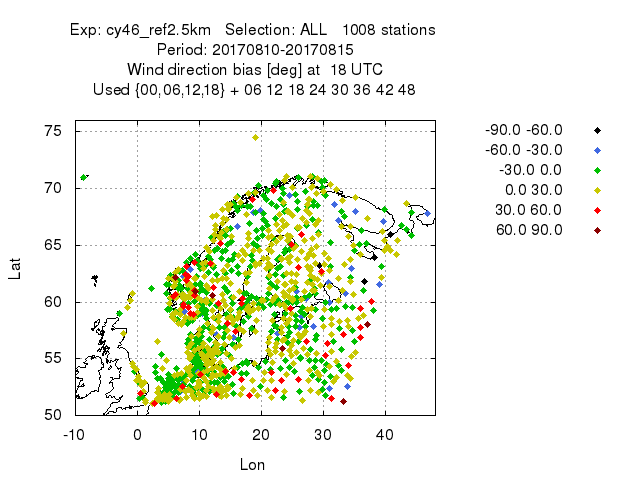 Exp: cy46_ref2.5km   Selection: ALL   1008 stations
Period: 20170810-20170815
Wind direction bias [deg] at  18 UTC
Used {00,06,12,18} + 06 12 18 24 30 36 42 48
-90.0 -60.0
-60.0 -30.0
-30.0 0.0
0.0 30.0
30.0 60.0
60.0 90.0
75
70
65
60
55
50
Lat
-10 0 10 20 30 40
Lon